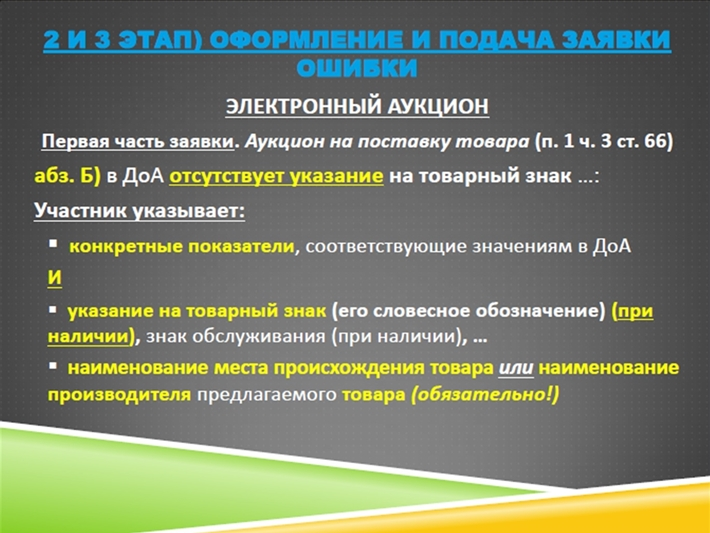 2 И 3 ЭТАП) ОФОРМЛЕНИЕ И ПОДАЧА ЗАЯВКИ
ОШИБКИ
ЭЛЕКТРОННЫЙ АУКЦИОН
Первая часть заявки. Аукцион на поставку товара (п. 1 ч. 3 ст. 66)
абз. Б) в ДоА отсутствует указание на товарный знак ...:
Участник указывает:
▪ конкретные показатели, соответствующие значениям в ДоА
И
▪ указание на товарный знак (его словесное обозначение) (при
наличии), знак обслуживания (при наличии), ...
▪ наименование места происхождения товара или наименование
производителя предлагаемого товара (обязательно!)